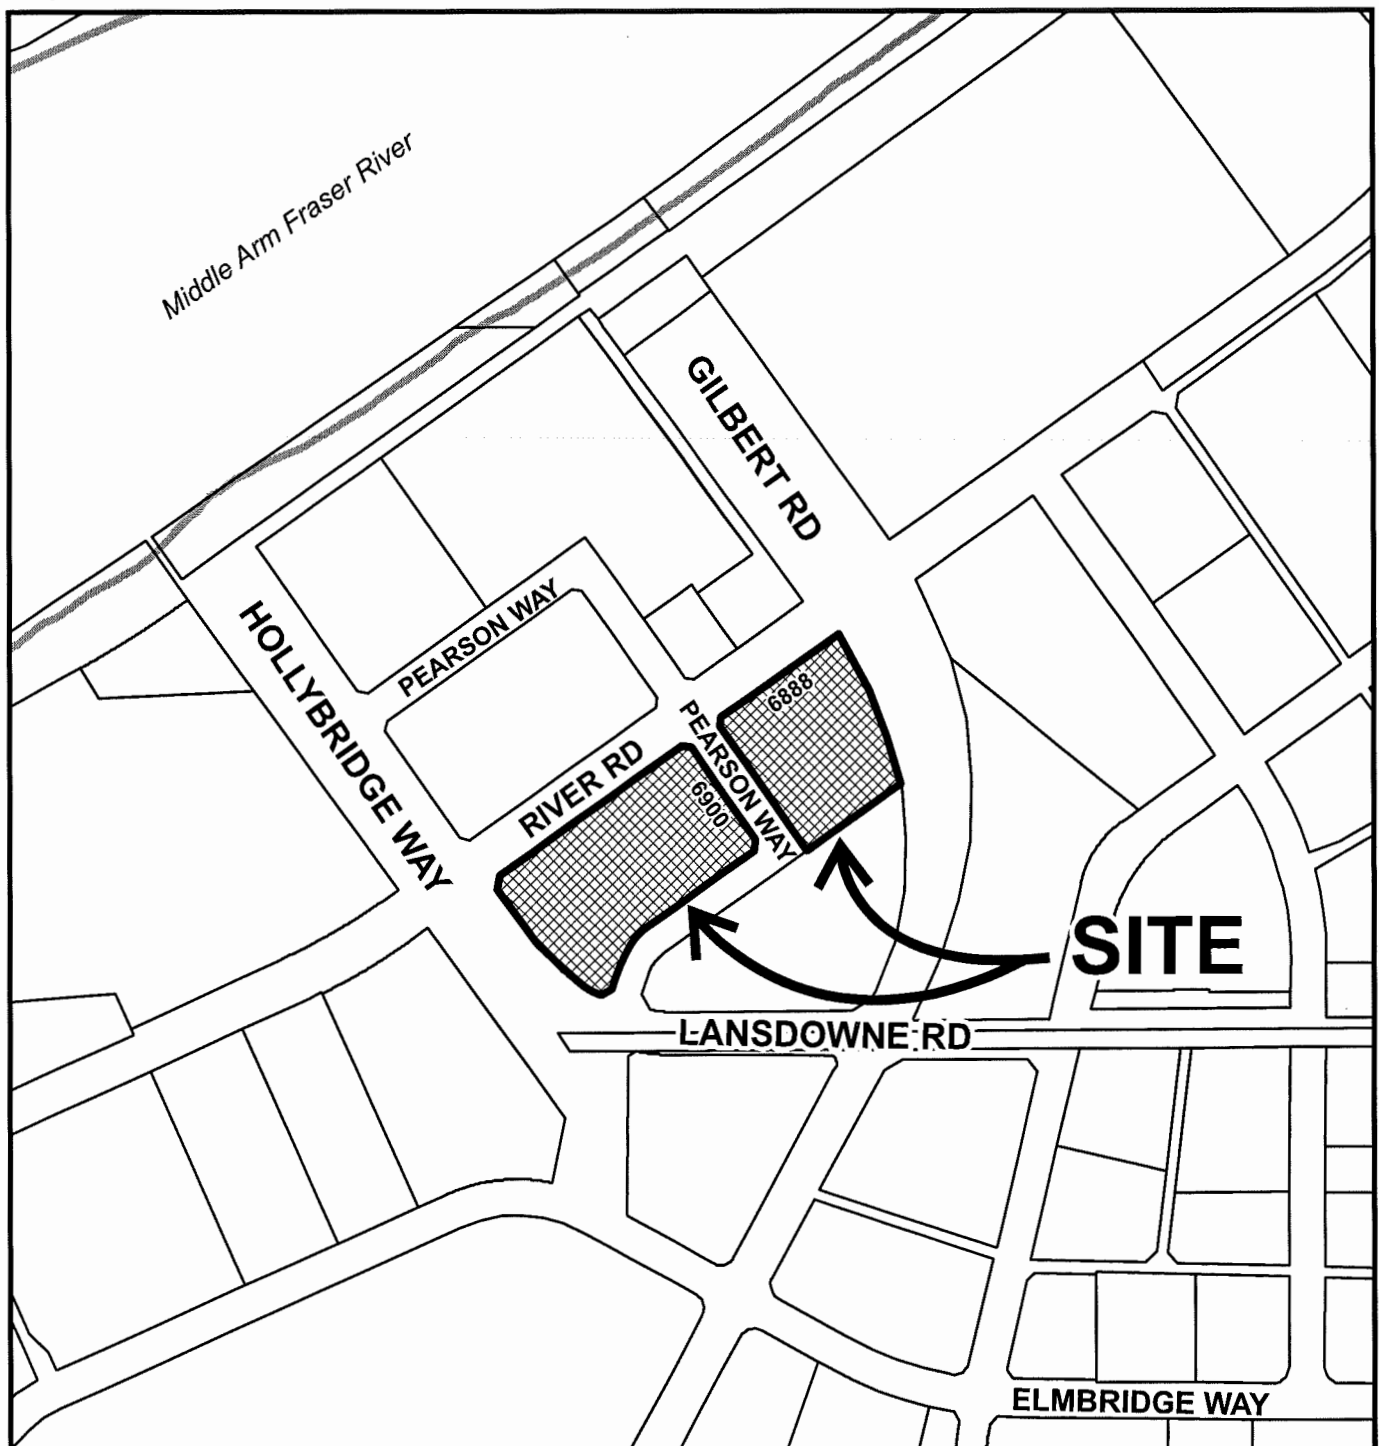 Middle Arm Fraser River
GILBERT RD
HOLLYBRIDGE WAY
PEARSON WAY
6888
PEARSON WAY
RIVER RD
6900
SITE
LANSDOWNE RD
ELMBRIDGE WAY